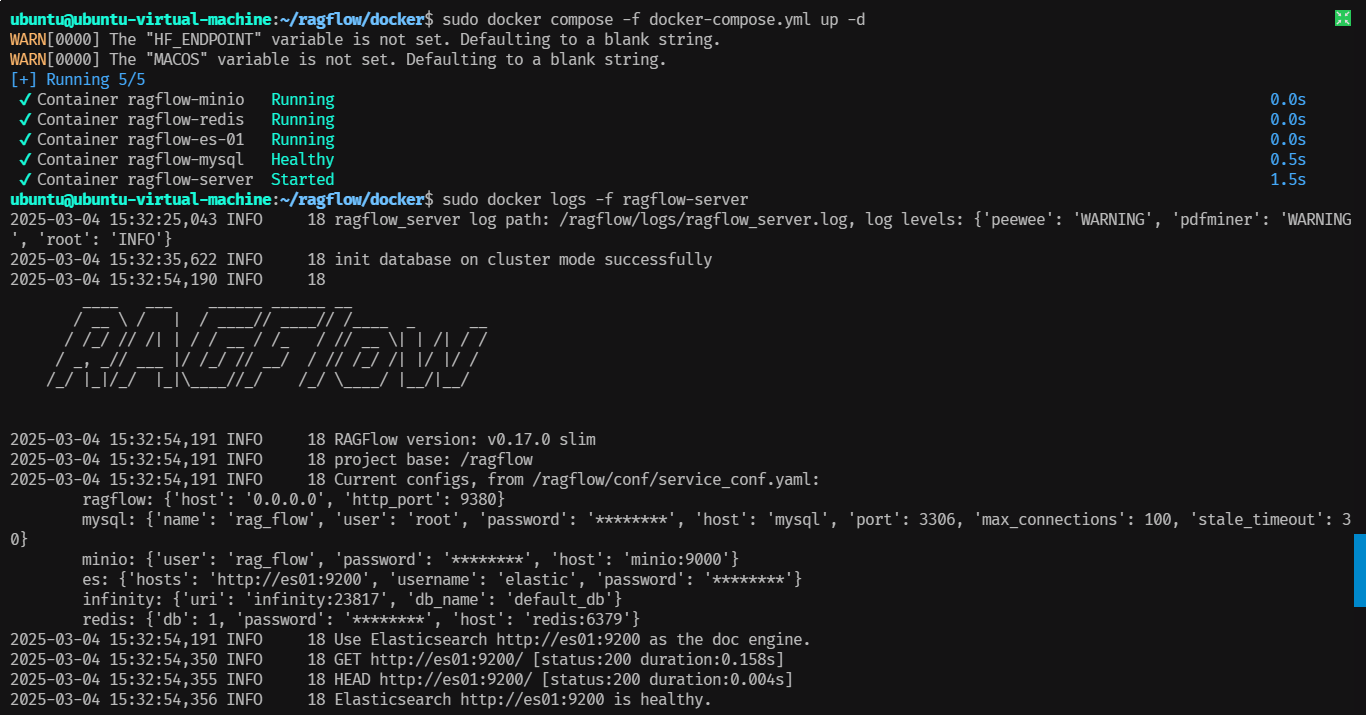 ubuntu@ubuntu-virtual-machine:~/ragflow/docker$ sudo docker compose -f docker-compose.yml up -d
WARN[0000] The "HF_ENDPOINT" variable is not set. Defaulting to a blank string.
WARN[0000] The "MACOS" variable is not set. Defaulting to a blank string.
[+] Running 5/5
 ✔ Container ragflow-minio   Running   0.0s
 ✔ Container ragflow-redis   Running   0.0s
 ✔ Container ragflow-es-01   Running   0.0s
 ✔ Container ragflow-mysql   Healthy   0.5s
 ✔ Container ragflow-server  Started   1.5s
ubuntu@ubuntu-virtual-machine:~/ragflow/docker$ sudo docker logs -f ragflow-server
2025-03-04 15:32:25,043 INFO     18 ragflow_server log path: /ragflow/logs/ragflow_server.log, log levels: {'peewee': 'WARNING', 'pdfminer': 'WARNING
', 'root': 'INFO'}
2025-03-04 15:32:35,622 INFO     18 init database on cluster mode successfully
2025-03-04 15:32:54,190 INFO     18
        ____   ___    ______ ______ __
       / __ \ /   |  / ____// ____// /____  _      __
      / /_/ // /| | / / __ / /_   / // __ \| | /| / /
     / _, _// ___ |/ /_/ // __/  / // /_/ /| |/ |/ /
    /_/ |_|/_/  |_|\____//_/    /_/ \____/ |__/|__/
2025-03-04 15:32:54,191 INFO     18 RAGFlow version: v0.17.0 slim
2025-03-04 15:32:54,191 INFO     18 project base: /ragflow
2025-03-04 15:32:54,191 INFO     18 Current configs, from /ragflow/conf/service_conf.yaml:
        ragflow: {'host': '0.0.0.0', 'http_port': 9380}
        mysql: {'name': 'rag_flow', 'user': 'root', 'password': '********', 'host': 'mysql', 'port': 3306, 'max_connections': 100, 'stale_timeout': 3
0}
        minio: {'user': 'rag_flow', 'password': '********', 'host': 'minio:9000'}
        es: {'hosts': 'http://es01:9200', 'username': 'elastic', 'password': '********'}
        infinity: {'uri': 'infinity:23817', 'db_name': 'default_db'}
        redis: {'db': 1, 'password': '********', 'host': 'redis:6379'}
2025-03-04 15:32:54,191 INFO     18 Use Elasticsearch http://es01:9200 as the doc engine.
2025-03-04 15:32:54,350 INFO     18 GET http://es01:9200/ [status:200 duration:0.158s]
2025-03-04 15:32:54,355 INFO     18 HEAD http://es01:9200/ [status:200 duration:0.004s]
2025-03-04 15:32:54,356 INFO     18 Elasticsearch http://es01:9200 is healthy.